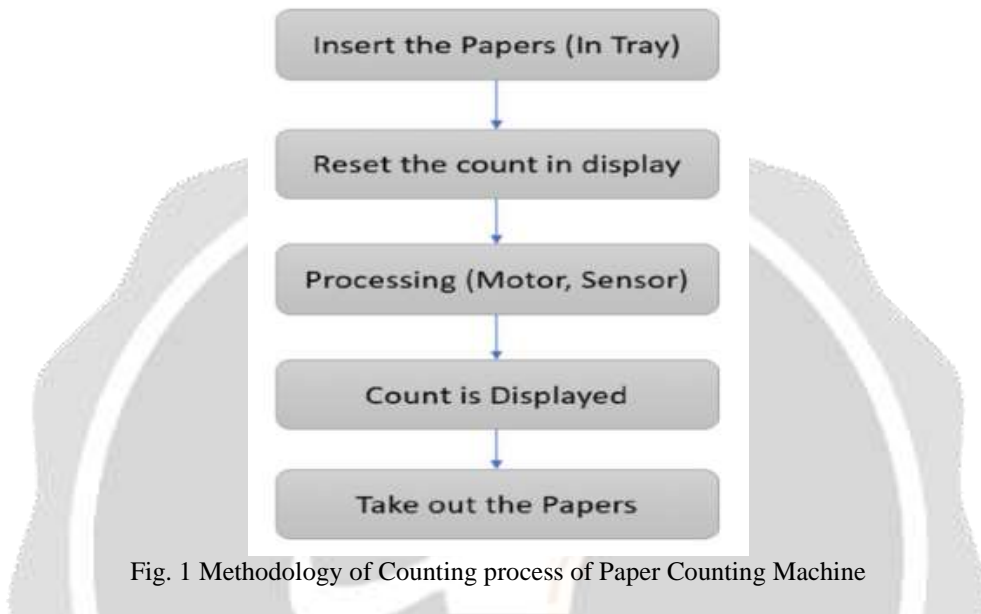 Insert the Papers (In Tray)
Reset the count in display
Processing (Motor, Sensor)
Count is Displayed
Take out the Papers
Fig. 1 Methodology of Counting process of Paper Counting Machine